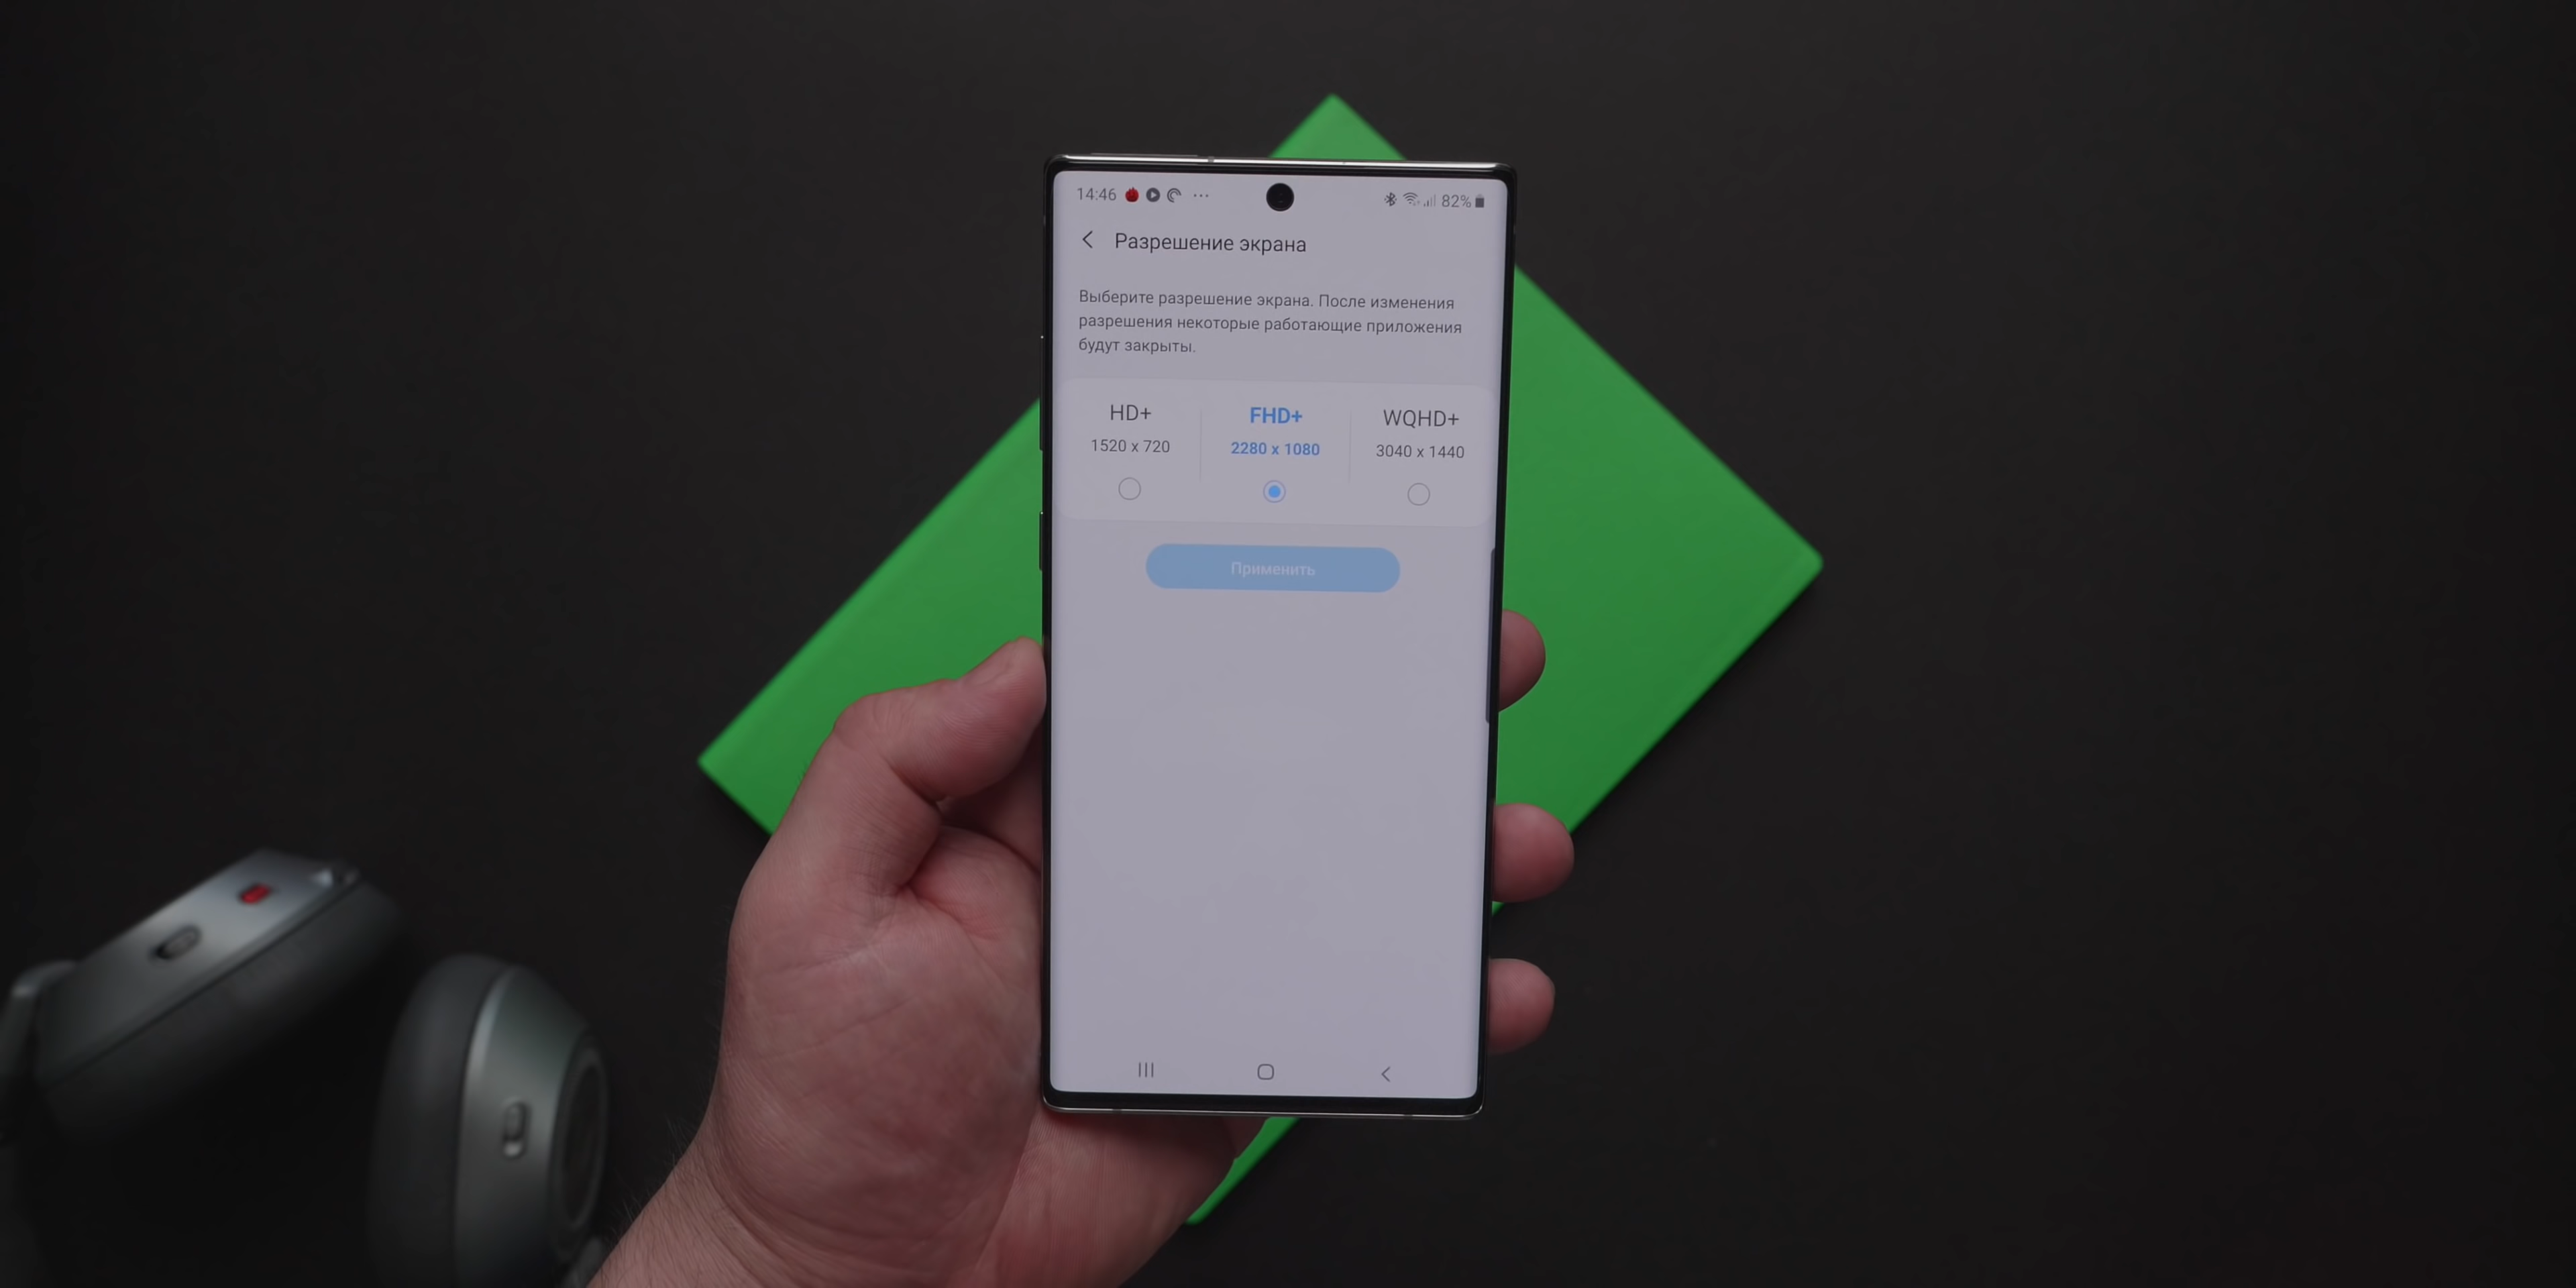 14:46 82%
Разрешение экрана
Выберите разрешение экрана. После изменения
разрешения некоторые работающие приложения
будут закрыты.
HD+ FHD+ WQHD+
1520 x 720 2280 x 1080 3040 x 1440
Применить